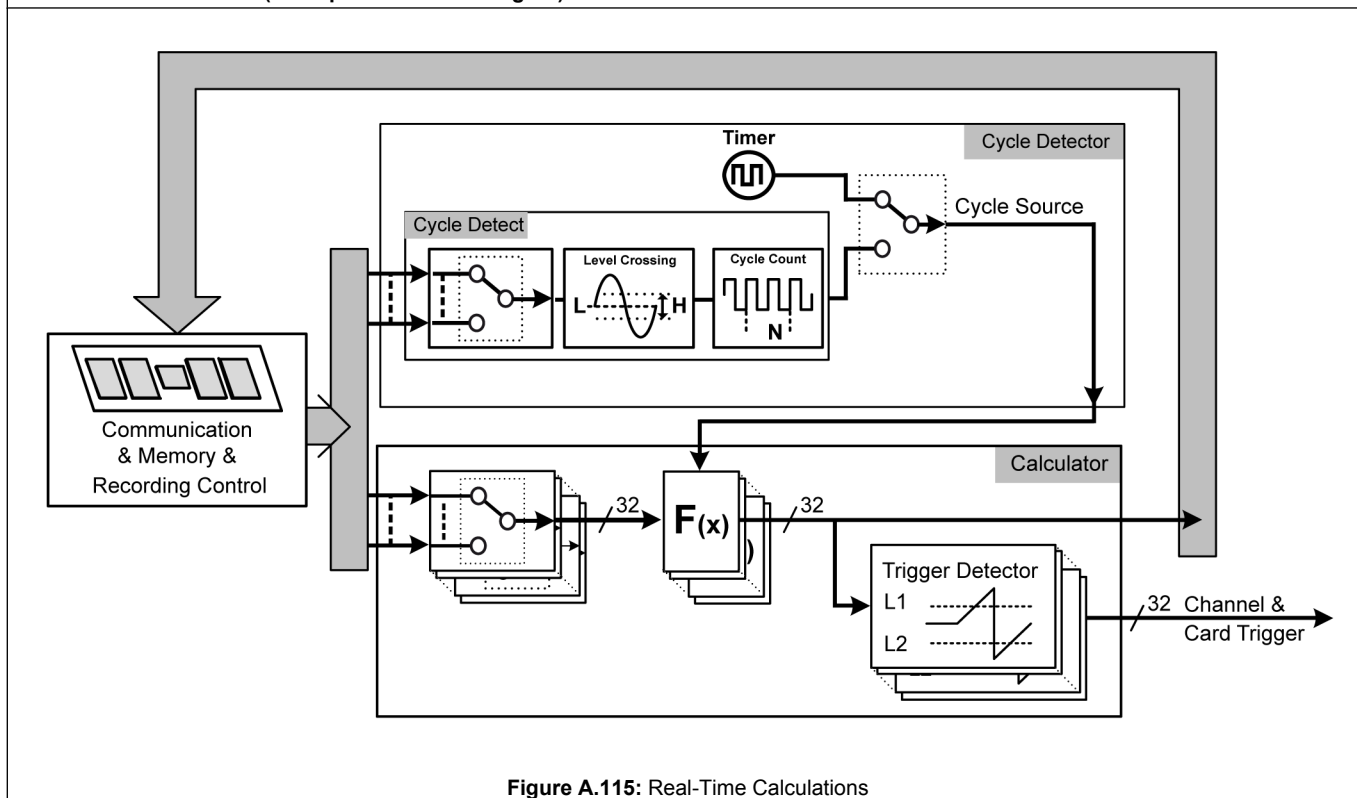 Timer
Cycle Detector
Cycle Source
Cycle Detect
Level Crossing
L
H
Cycle Count
N
Communication
& Memory &
Recording Control
Calculator
32
F(x)
)
32
Trigger Detector
L1
L2
32
Channel &
Card Trigger
Figure A.115: Real-Time Calculations